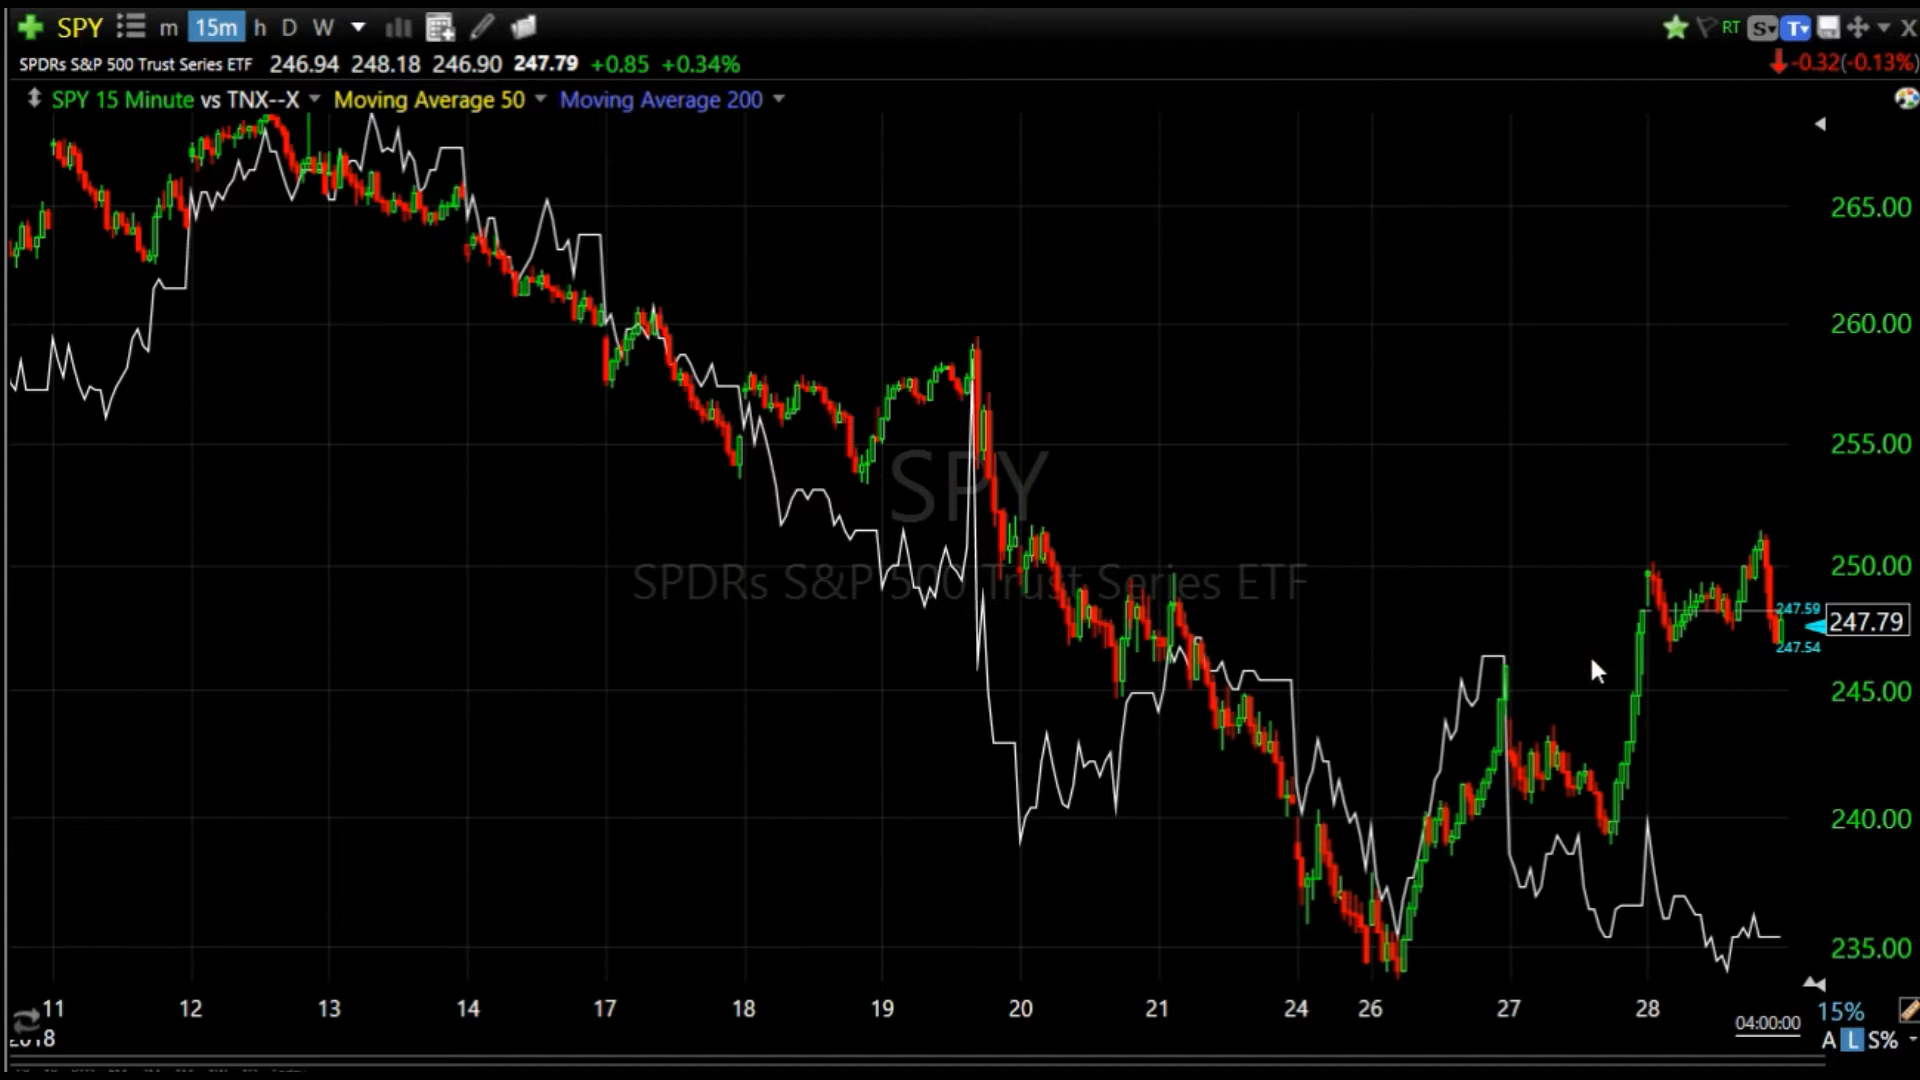 SPY m 15m h D W RT S T X
SPDRs S&P 500 Trust Series ETF 246.94 248.18 246.90 247.79 +0.85 +0.34% -0.32(-0.13%)
SPY 15 Minute vs TNX--X Moving Average 50 Moving Average 200
265.00
260.00
255.00
SPY
250.00
SPDRs S&P 500 Trust Series ETF
247.59
247.79
247.54
245.00
240.00
235.00
11 12 13 14 17 18 19 20 21 24 26 27 28
15%
04:00:00
2018
A L S%